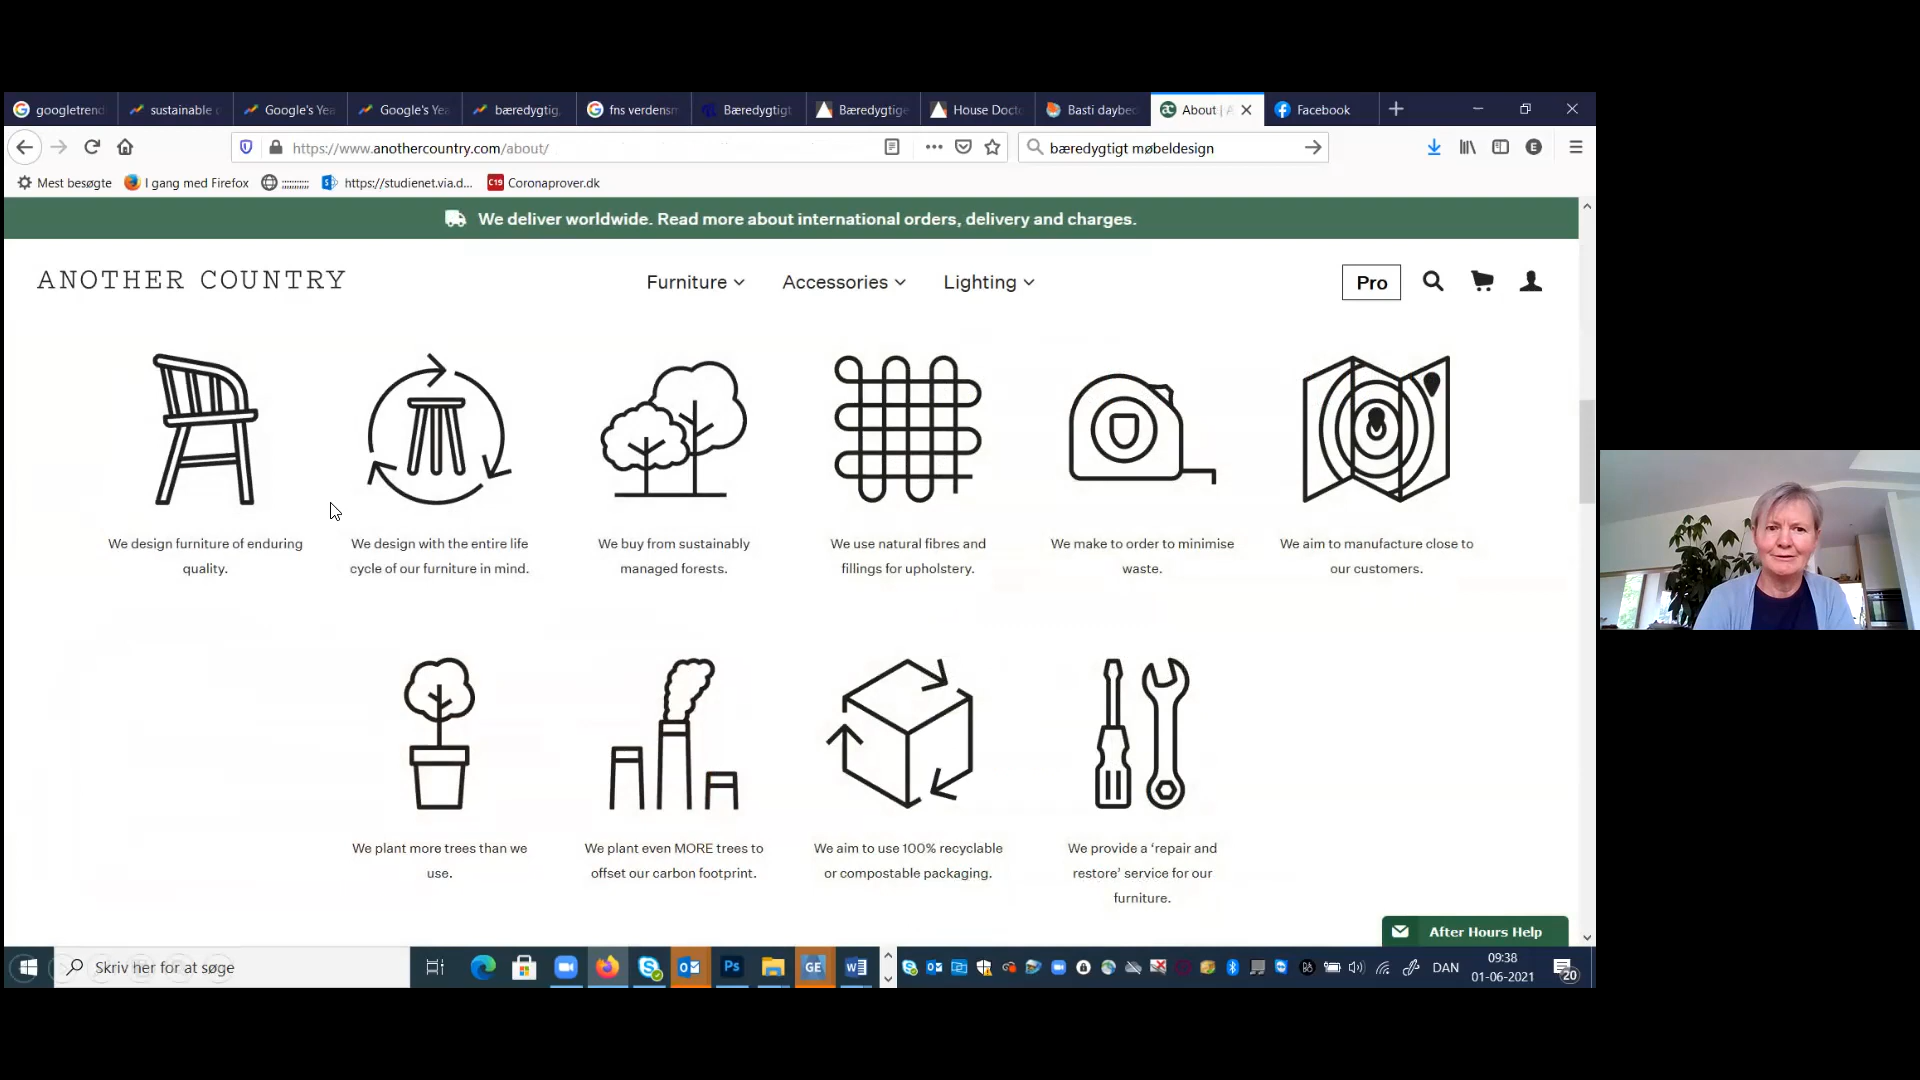 googletrend
sustainable
Google's Ye
Google's Ye
bæredygtig
fns verdensm
Bæredygtigt
Bæredygtige
House Doct
Basti daybe
About | A
Facebook
https://www.anothercountry.com/about/
bæredygtigt møbeldesign
Mest besøgte
I gang med Firefox
https://studienet.via.d...
C19 Coronaprover.dk
We deliver worldwide. Read more about international orders, delivery and charges.
ANOTHER COUNTRY
Furniture
Accessories
Lighting
Pro
We design furniture of enduring
quality.
We design with the entire life
cycle of our furniture in mind.
We buy from sustainably
managed forests.
We use natural fibres and
fillings for upholstery.
We make to order to minimise
waste.
We aim to manufacture close to
our customers.
We plant more trees than we
use.
We plant even MORE trees to
offset our carbon footprint.
We aim to use 100% recyclable
or compostable packaging.
We provide a ‘repair and
restore’ service for our
furniture.
After Hours Help
Skriv her for at søge
Ps
GE
DAN
09:38
01-06-2021
20